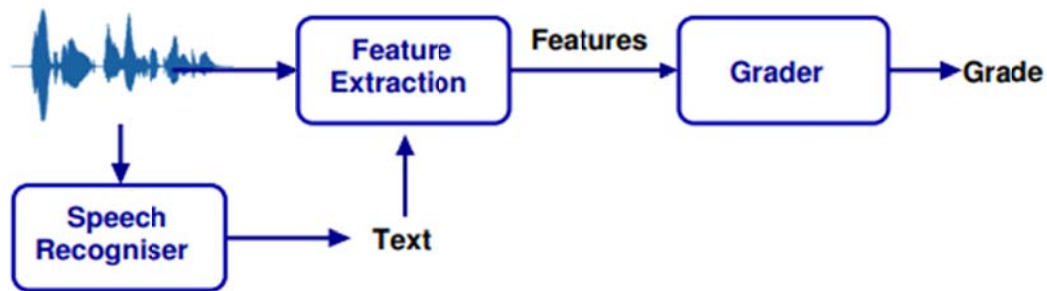 Feature
Extraction
Features
Grader
Grade
Speech
Recogniser
Text